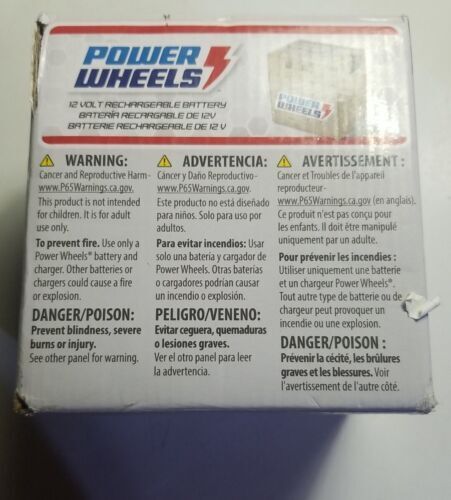 POWER
WHEELS
12 VOLT RECHARGEABLE BATTERY
BATERÍA RECARGABLE DE 12V
BATTERIE RECHARGEABLE DE 12 V
POWER
WHEELS
WARNING:
Cancer and Reproductive Harm-
www.P65Warnings.ca.gov.
This product is not intended
for children. It is for adult
use only.
To prevent fire. Use only a
Power Wheels® battery and
charger. Other batteries or
chargers could cause a fire
or explosion.
DANGER/POISON:
Prevent blindness, severe
burns or injury.
See other panel for warning.
ADVERTENCIA:
Cáncer y Daño Reproductivo-
www.P65Warnings.ca.gov.
Este producto no está diseñado
para niños. Solo para uso por
adultos.
Para evitar incendios: Usar
solo una batería y cargador de
Power Wheels. Otras baterías
o cargadores podrían causar
un incendio o explosión.
PELIGRO/VENENO:
Evitar ceguera, quemaduras
o lesiones graves.
Ver el otro panel para leer
la advertencia.
AVERTISSEMENT :
Cancer et Troubles de l'appareil
reproducteur-
www.P65Warnings.ca.gov (en anglais).
Ce produit n'est pas conçu pour
les enfants. Il doit être manipulé
uniquement par un adulte.
Pour prévenir les incendies :
Utiliser uniquement une batterie
et un chargeur Power Wheels®.
Tout autre type de batterie ou de
chargeur peut provoquer un
incendie ou une explosion.
DANGER/POISON :
Prévenir la cécité, les brûlures
graves et les blessures. Voir
l'avertissement de l'autre côté.